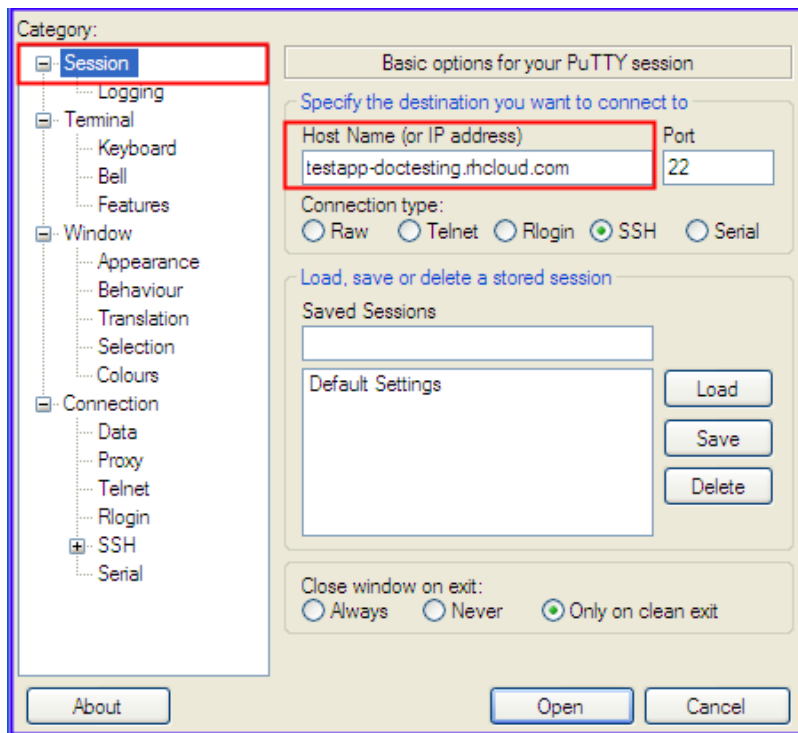 Category:
Session
Logging
Terminal
Keyboard
Bell
Features
Window
Appearance
Behaviour
Translation
Selection
Colours
Connection
Data
Proxy
Telnet
Rlogin
SSH
Serial
Basic options for your PuTTY session
Specify the destination you want to connect to
Host Name (or IP address) Port
testapp-doctesting.rhcloud.com 22
Connection type:
Raw Telnet Rlogin SSH Serial
Load, save or delete a stored session
Saved Sessions
Default Settings
Load
Save
Delete
Close window on exit:
Always Never Only on clean exit
About Open Cancel